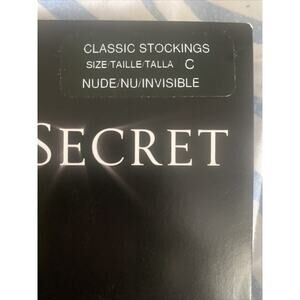 CLASSIC STOCKINGS
SIZE/TAILLE/TALLA C
NUDE/NU/INVISIBLE
SECRET